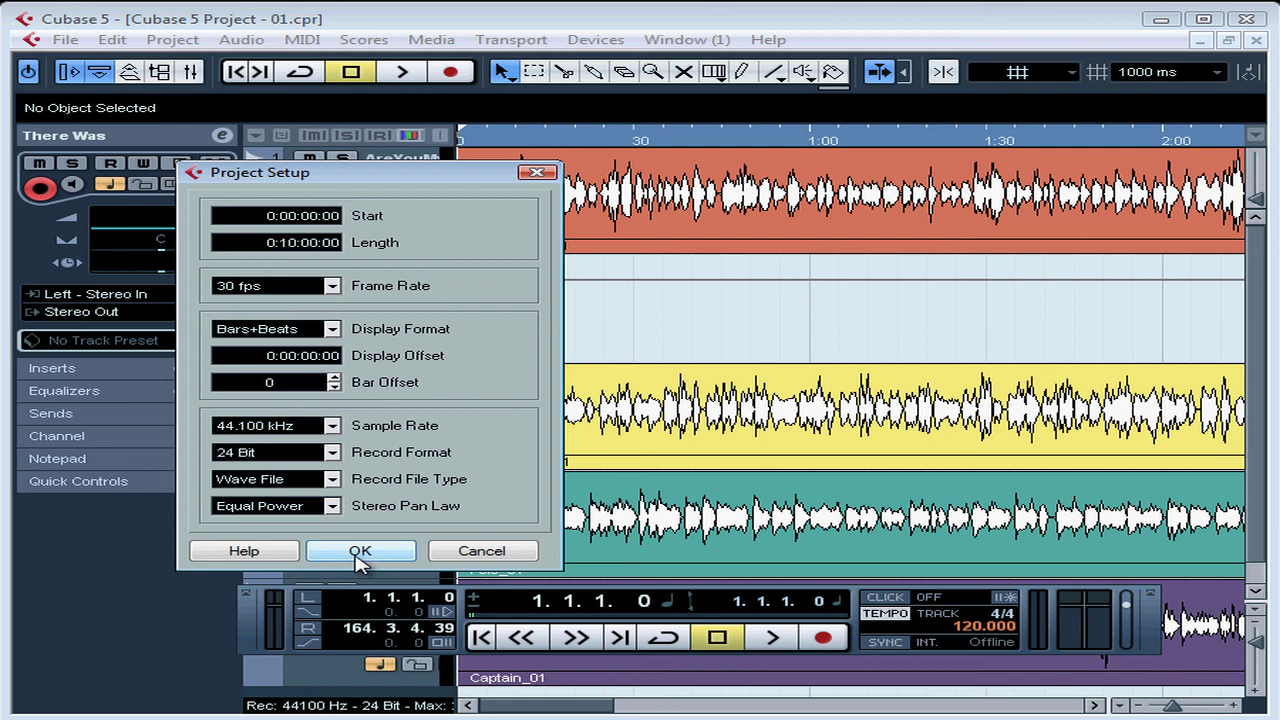 Cubase 5 - [Cubase 5 Project - 01.cpr]
File Edit Project Audio MIDI Scores Media Transport Devices Window (1) Help
1000 ms
No Object Selected
There Was
30 1:00 1:30 2:00
Project Setup
0:00:00:00 Start
0:10:00:00 Length
30 fps Frame Rate
Bars+Beats Display Format
0:00:00:00 Display Offset
0 Bar Offset
44.100 kHz Sample Rate
24 Bit Record Format
Wave File Record File Type
Equal Power Stereo Pan Law
Help OK Cancel
M S R W
C
Left - Stereo In
Stereo Out
No Track Preset
Inserts
Equalizers
Sends
Channel
Notepad
Quick Controls
L 1. 1. 1. 0
0. 0
R 164. 3. 4. 39
0. 0
1. 1. 1. 0 1. 1. 1. 0
CLICK OFF
TEMPO TRACK 4/4
120.000
SYNC INT. Offline
Captain_01
Rec: 44100 Hz - 24 Bit - Max: